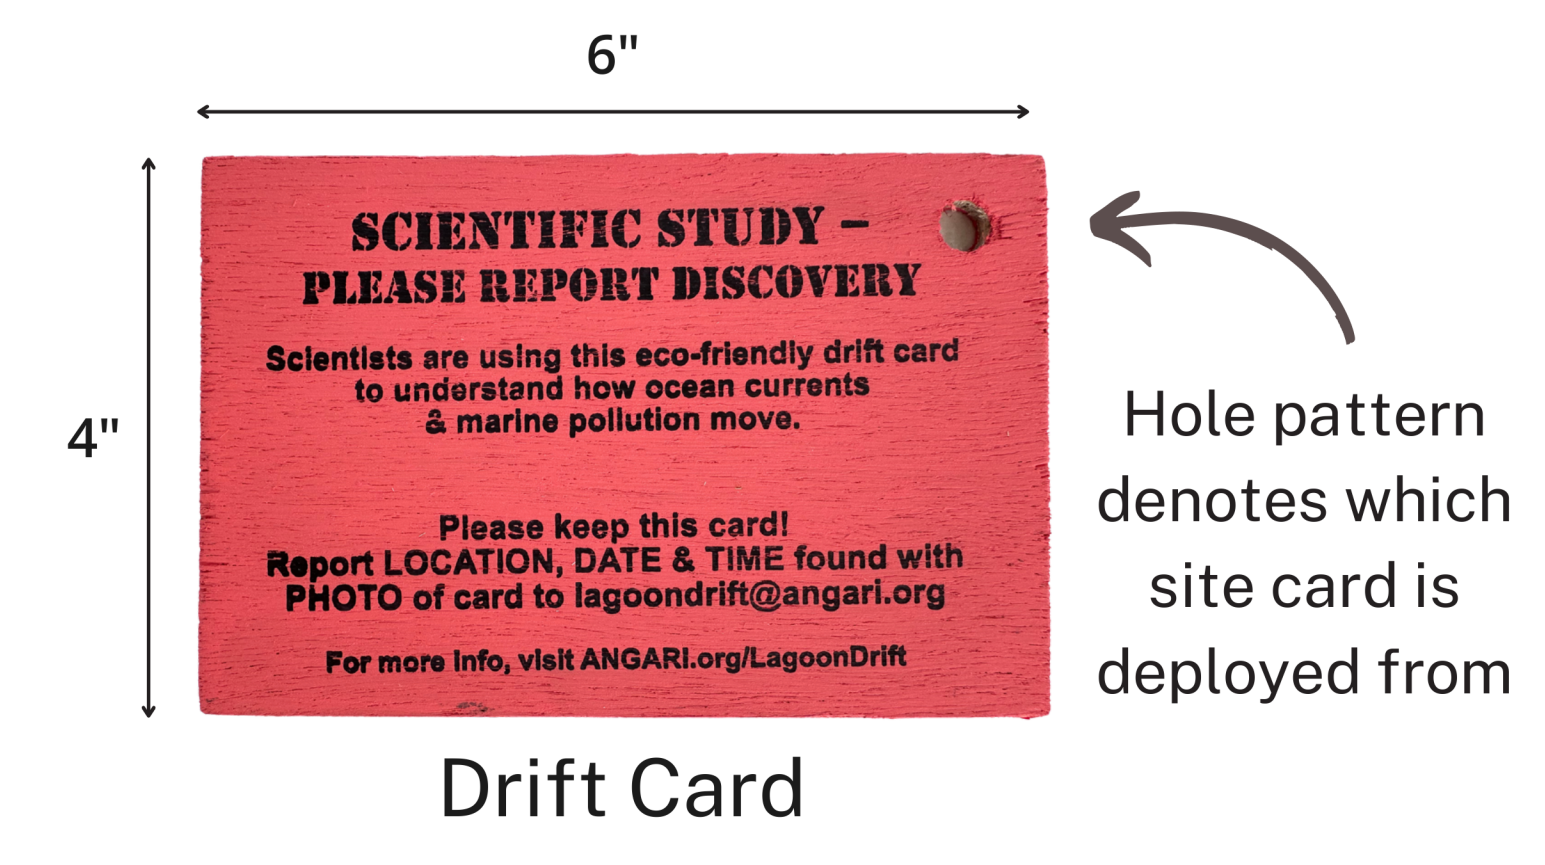 6"
4"
SCIENTIFIC STUDY –
PLEASE REPORT DISCOVERY
Scientists are using this eco-friendly drift card
to understand how ocean currents
& marine pollution move.
Please keep this card!
Report LOCATION, DATE & TIME found with
PHOTO of card to lagoondrift@angari.org
For more info, visit ANGARI.org/LagoonDrift
Hole pattern
denotes which
site card is
deployed from
Drift Card